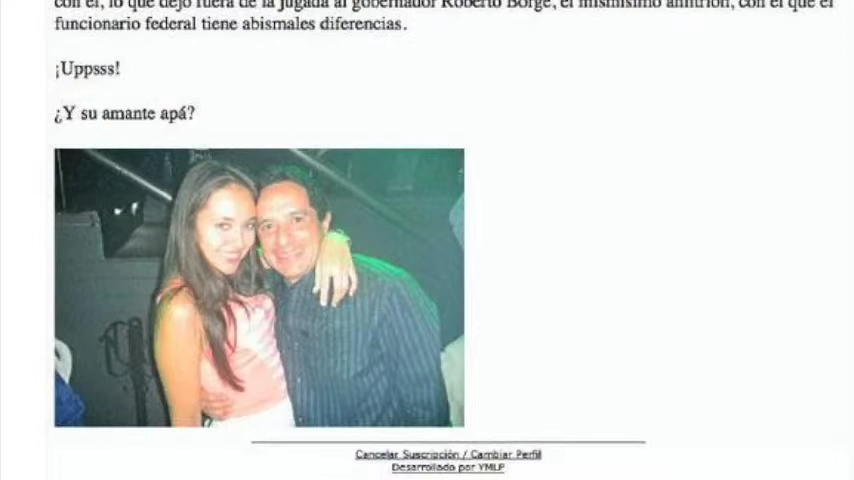 con él, lo que dejó fuera de la jugada al gobernador Roberto Borge, el mismísimo anfitrión, con el que el
funcionario federal tiene abismales diferencias.
¡Uppsss!
¿Y su amante apá?
Cancelar Suscripción / Cambiar Perfil
Desarrollado por YMLP